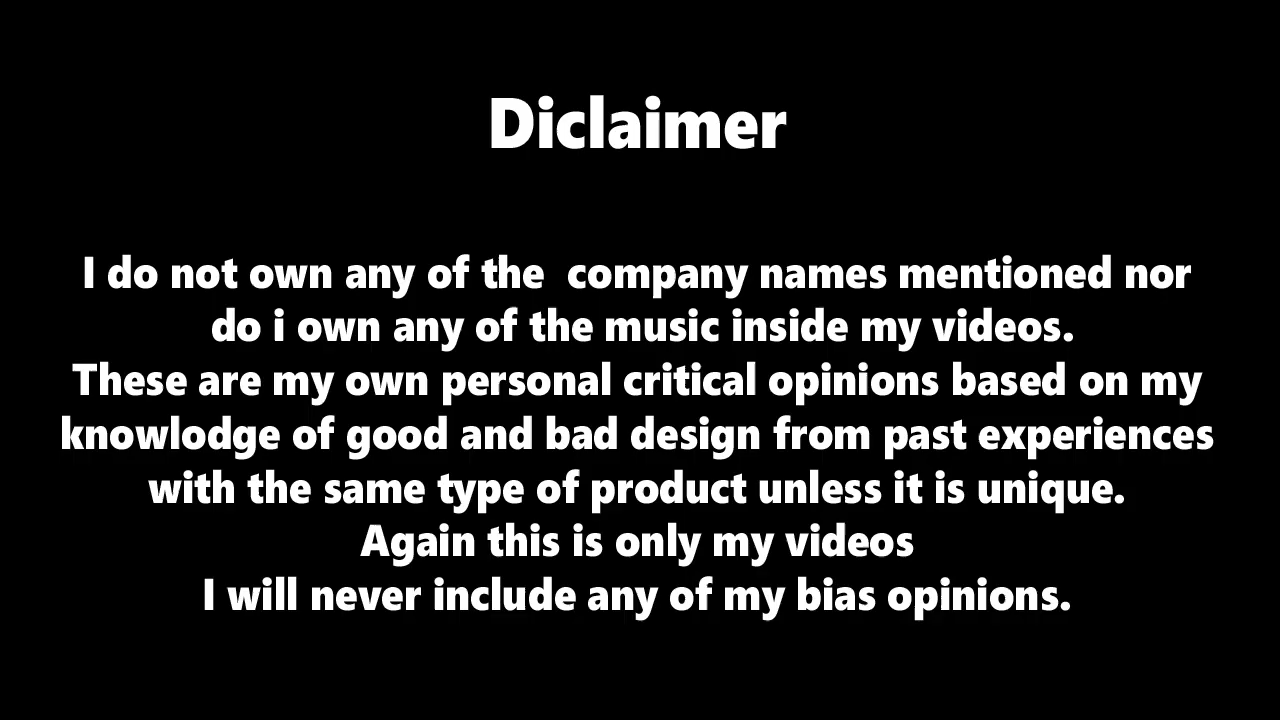 Diclaimer
I do not own any of the  company names mentioned nor
do i own any of the music inside my videos.
These are my own personal critical opinions based on my
knowlodge of good and bad design from past experiences
with the same type of product unless it is unique.
Again this is only my videos
I will never include any of my bias opinions.